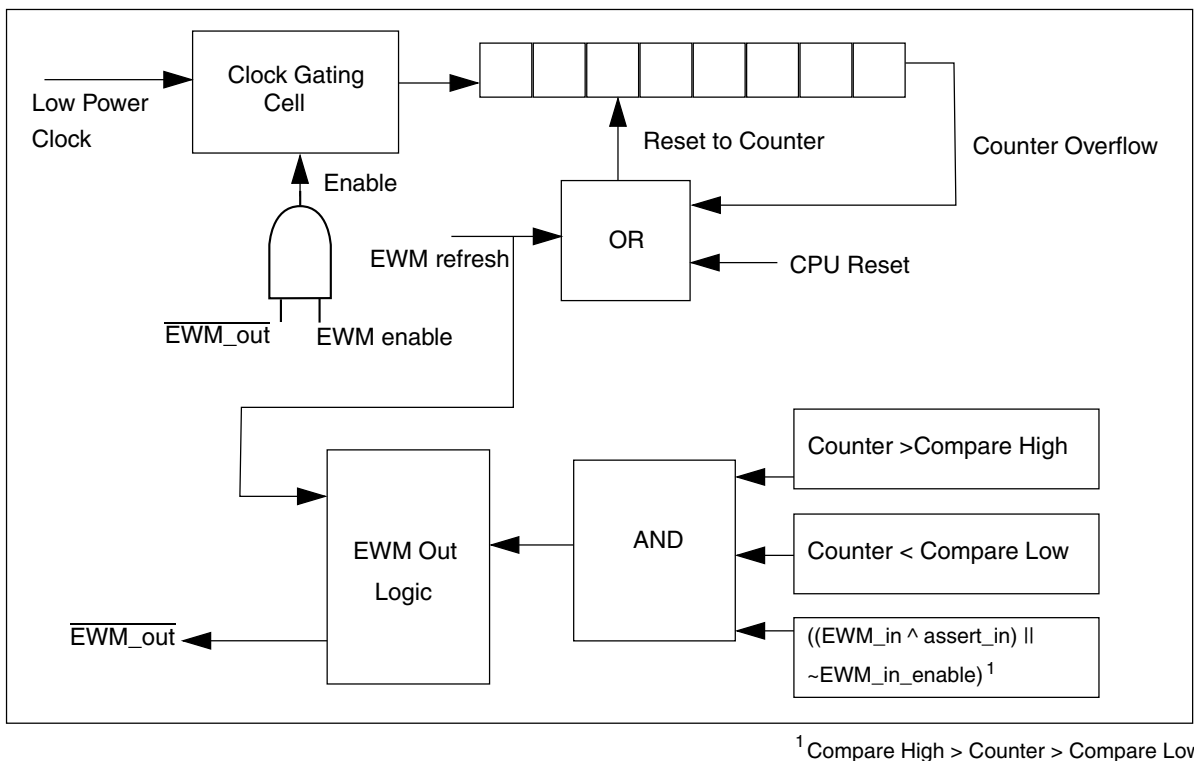 Clock Gating
Cell
Low Power
Clock
Reset to Counter
Counter Overflow
Enable
OR
EWM refresh
CPU Reset
EWM_out
EWM enable
Counter >Compare High
EWM Out
Logic
AND
Counter < Compare Low
EWM_out
((EWM_in ^ assert_in) ||
~EWM_in_enable) 1
1 Compare High > Counter > Compare Low